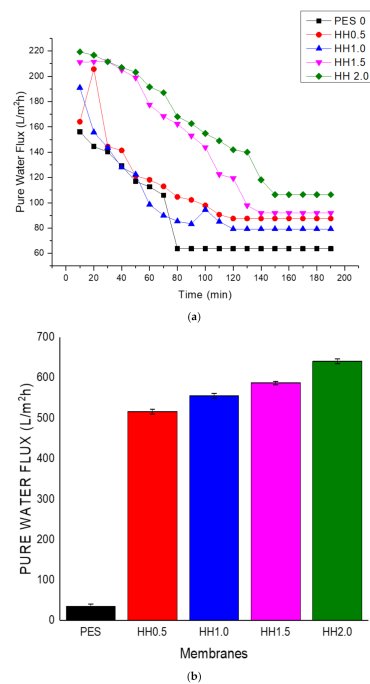 PES 0
HH0.5
HH1.0
HH1.5
HH 2.0
220
200
180
160
140
120
100
80
60
Pure Water Flux (L/m²h)
0 20 40 60 80 100 120 140 160 180 200
Time (min)
(a)
700
600
500
400
300
200
100
0
PURE WATER FLUX (L/m²h)
PES HH0.5 HH1.0 HH1.5 HH2.0
Membranes
(b)